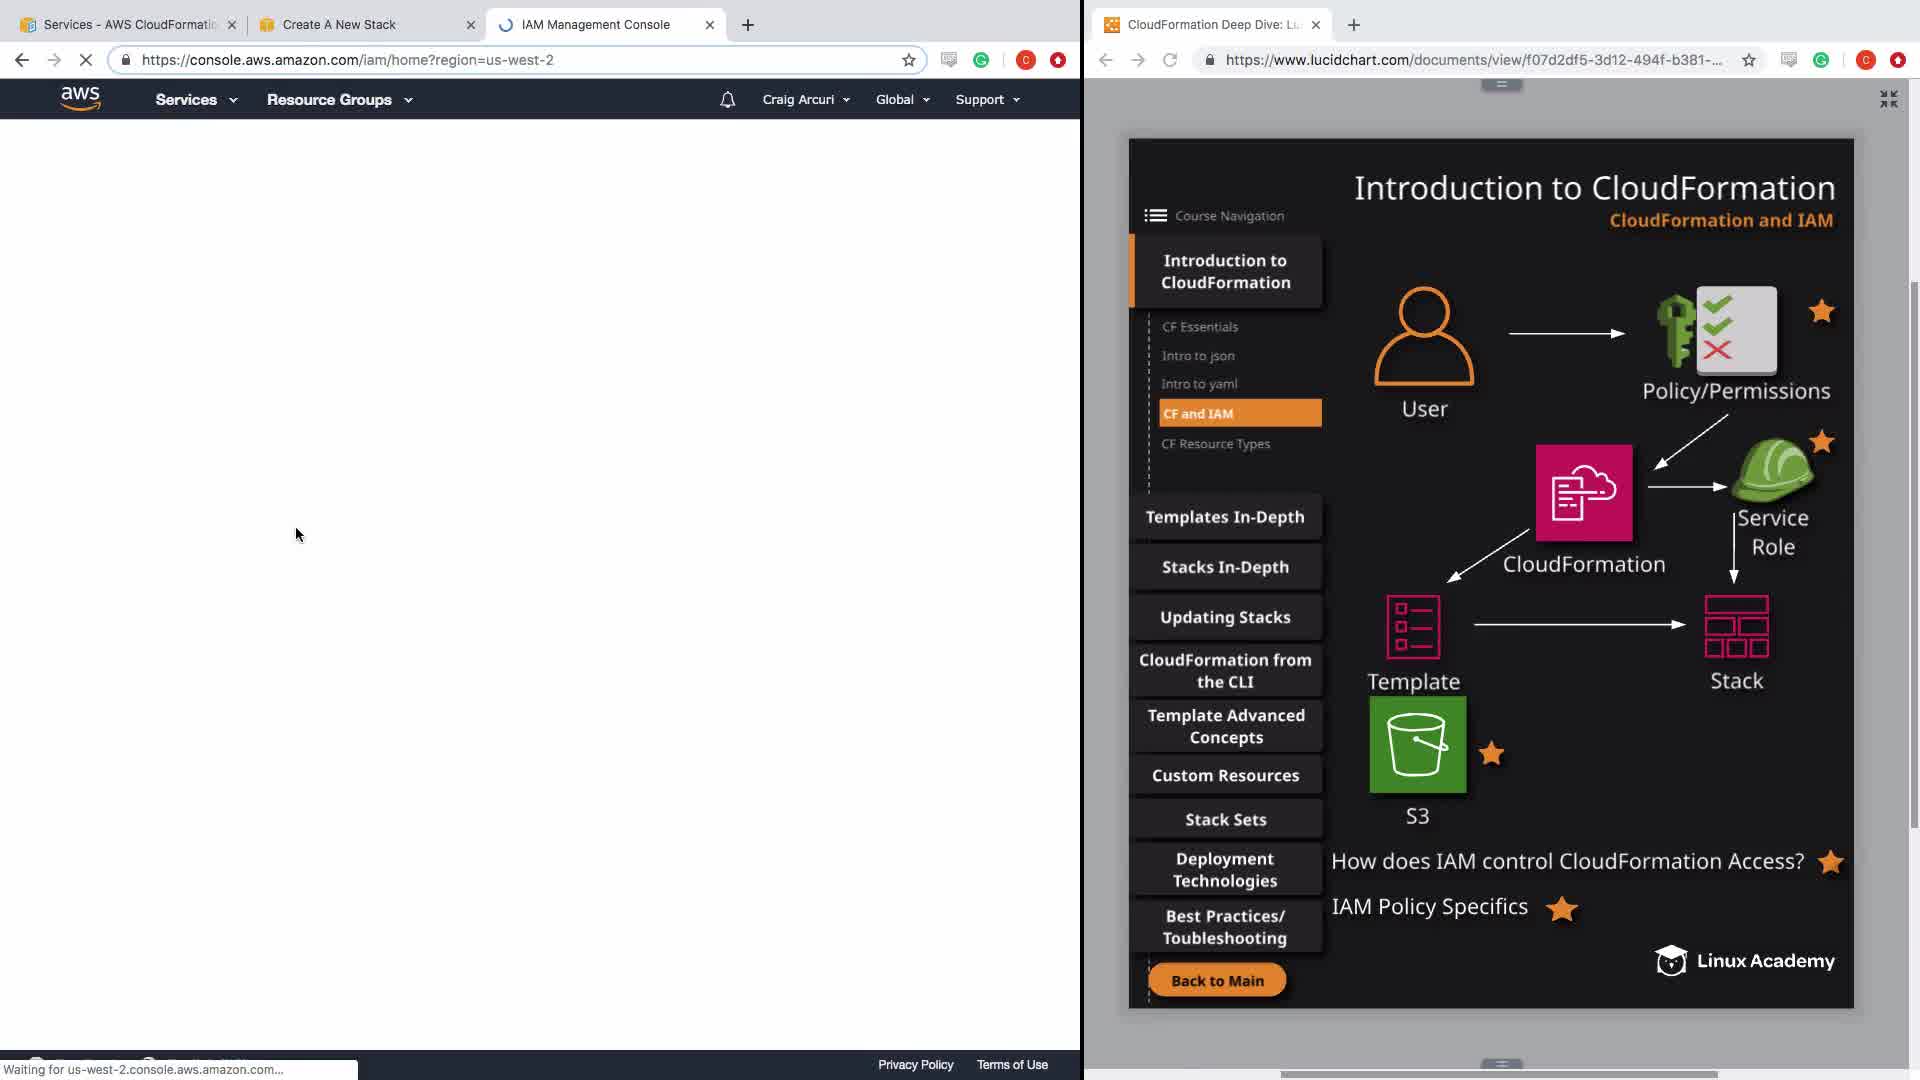 Services - AWS CloudFormatio
Create A New Stack
IAM Management Console
https://console.aws.amazon.com/iam/home?region=us-west-2
aws
Services
Resource Groups
Craig Arcuri
Global
Support
Privacy Policy
Terms of Use
Waiting for us-west-2.console.aws.amazon.com...
CloudFormation Deep Dive: Lu
https://www.lucidchart.com/documents/view/f07d2df5-3d12-494f-b381-...
Introduction to CloudFormation
CloudFormation and IAM
Course Navigation
Introduction to
CloudFormation
CF Essentials
Intro to json
Intro to yaml
CF and IAM
CF Resource Types
Templates In-Depth
Stacks In-Depth
Updating Stacks
CloudFormation from
the CLI
Template Advanced
Concepts
Custom Resources
Stack Sets
Deployment
Technologies
Best Practices/
Toubleshooting
Back to Main
User
Policy/Permissions
CloudFormation
Service
Role
Template
Stack
S3
How does IAM control CloudFormation Access?
IAM Policy Specifics
Linux Academy